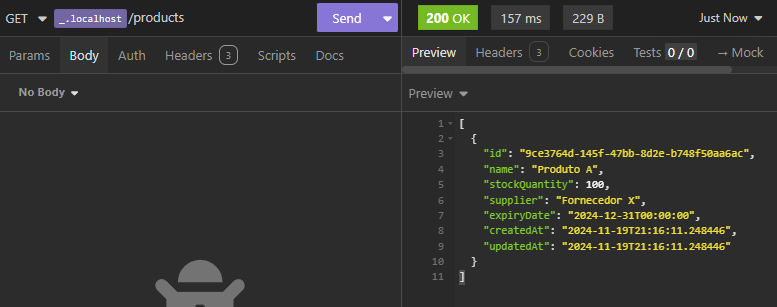 GET _.localhost /products Send 200 OK 157 ms 229 B Just Now
Params Body Auth Headers 3 Scripts Docs Preview Headers 3 Cookies Tests 0 / 0 → Mock
No Body
Preview
1 [
2 {
3 "id": "9ce3764d-145f-47bb-8d2e-b748f50aa6ac",
4 "name": "Produto A",
5 "stockQuantity": 100,
6 "supplier": "Fornecedor X",
7 "expiryDate": "2024-12-31T00:00:00",
8 "createdAt": "2024-11-19T21:16:11.248446",
9 "updatedAt": "2024-11-19T21:16:11.248446"
10 }
11 ]